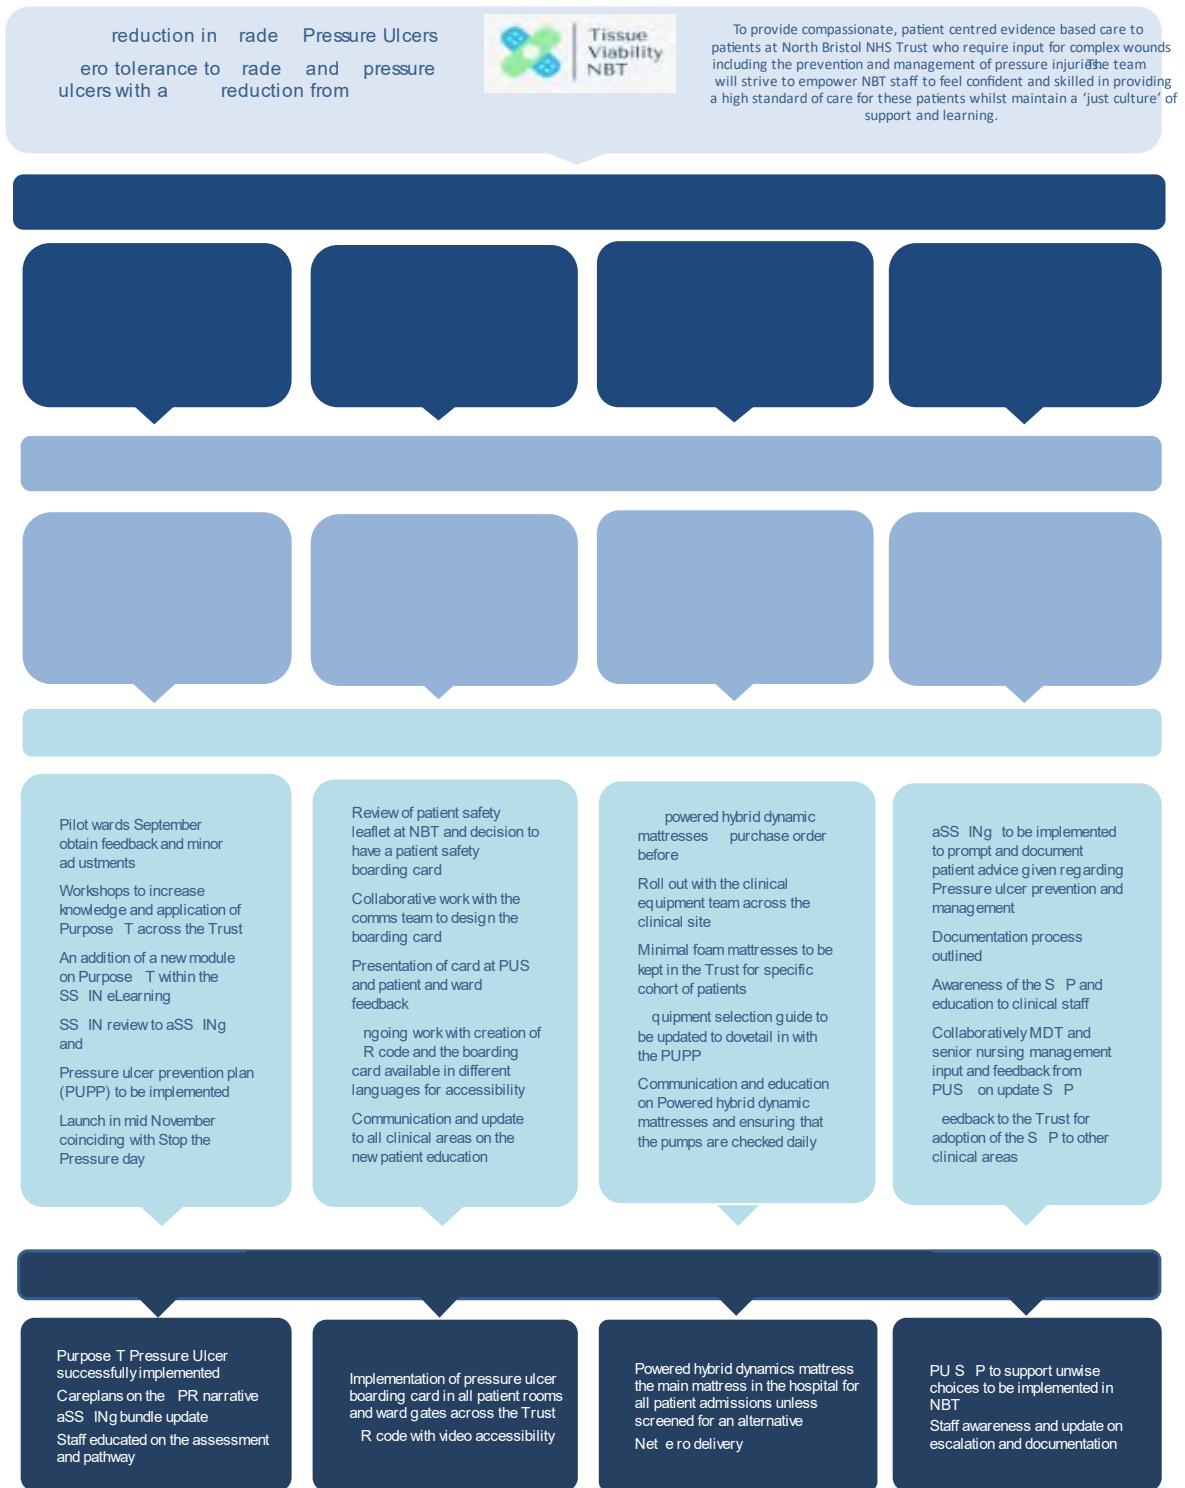 reduction in rade Pressure Ulcers
ero tolerance to rade and pressure
ulcers with a reduction from
Tissue
Viability
NBT
To provide compassionate, patient centred evidence based care to
patients at North Bristol NHS Trust who require input for complex wounds
including the prevention and management of pressure injuries. The team
will strive to empower NBT staff to feel confident and skilled in providing
a high standard of care for these patients whilst maintain a ‘just culture’ of
support and learning.
Pilot wards September
obtain feedback and minor
ad ustments
Workshops to increase
knowledge and application of
Purpose T across the Trust
An addition of a new module
on Purpose T within the
SS IN eLearning
SS IN review to aSS INg
and
Pressure ulcer prevention plan
(PUPP) to be implemented
Launch in mid November
coinciding with Stop the
Pressure day
Review of patient safety
leaflet at NBT and decision to
have a patient safety
boarding card
Collaborative work with the
comms team to design the
boarding card
Presentation of card at PUS
and patient and ward
feedback
ngoing work with creation of
R code and the boarding
card available in different
languages for accessibility
Communication and update
to all clinical areas on the
new patient education
powered hybrid dynamic
mattresses purchase order
before
Roll out with the clinical
equipment team across the
clinical site
Minimal foam mattresses to be
kept in the Trust for specific
cohort of patients
quipment selection guide to
be updated to dovetail in with
the PUPP
Communication and education
on Powered hybrid dynamic
mattresses and ensuring that
the pumps are checked daily
aSS INg to be implemented
to prompt and document
patient advice given regarding
Pressure ulcer prevention and
management
Documentation process
outlined
Awareness of the S P and
education to clinical staff
Collaboratively MDT and
senior nursing management
input and feedback from
PUS on update S P
eedback to the Trust for
adoption of the S P to other
clinical areas
Purpose T Pressure Ulcer
successfully implemented
Careplans on the PR narrative
aSS INg bundle update
Staff educated on the assessment
and pathway
Implementation of pressure ulcer
boarding card in all patient rooms
and ward gates across the Trust
R code with video accessibility
Powered hybrid dynamics mattress
the main mattress in the hospital for
all patient admissions unless
screened for an alternative
Net e ro delivery
PU S P to support unwise
choices to be implemented in
NBT
Staff awareness and update on
escalation and documentation